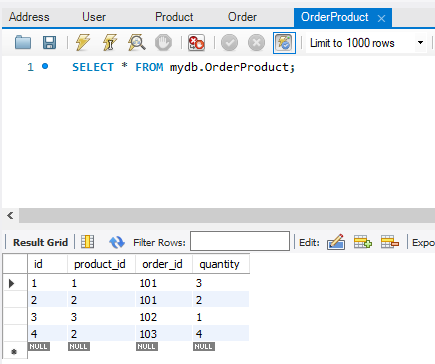 Address User Product Order OrderProduct ×
Limit to 1000 rows
1 SELECT * FROM mydb.OrderProduct;
Result Grid Filter Rows: Edit: Expo
id product_id order_id quantity
1 1 101 3
2 2 101 2
3 3 102 1
4 2 103 4
NULL NULL NULL NULL